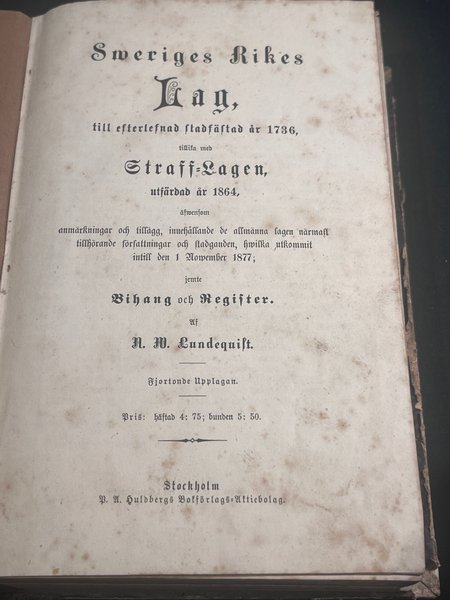 Sweriges Rikes
Lag,
till efterlefnad stadfästad år 1736,
tillika med
Straff-Lagen,
utfärdad år 1864,
äfwensom
anmärkningar och tillägg, innehållande de allmänna lagen närmast
tillhörande författningar och stadganden, hwilka utkommit
intill den 1 November 1877;
jemte
Bihang och Register.
Af
N. W. Lundequist.
Fjortonde Upplagan.
Pris: häftad 4: 75; bunden 5: 50.
Stockholm
P. A. Huldbergs Bokförlags-Aktiebolag.